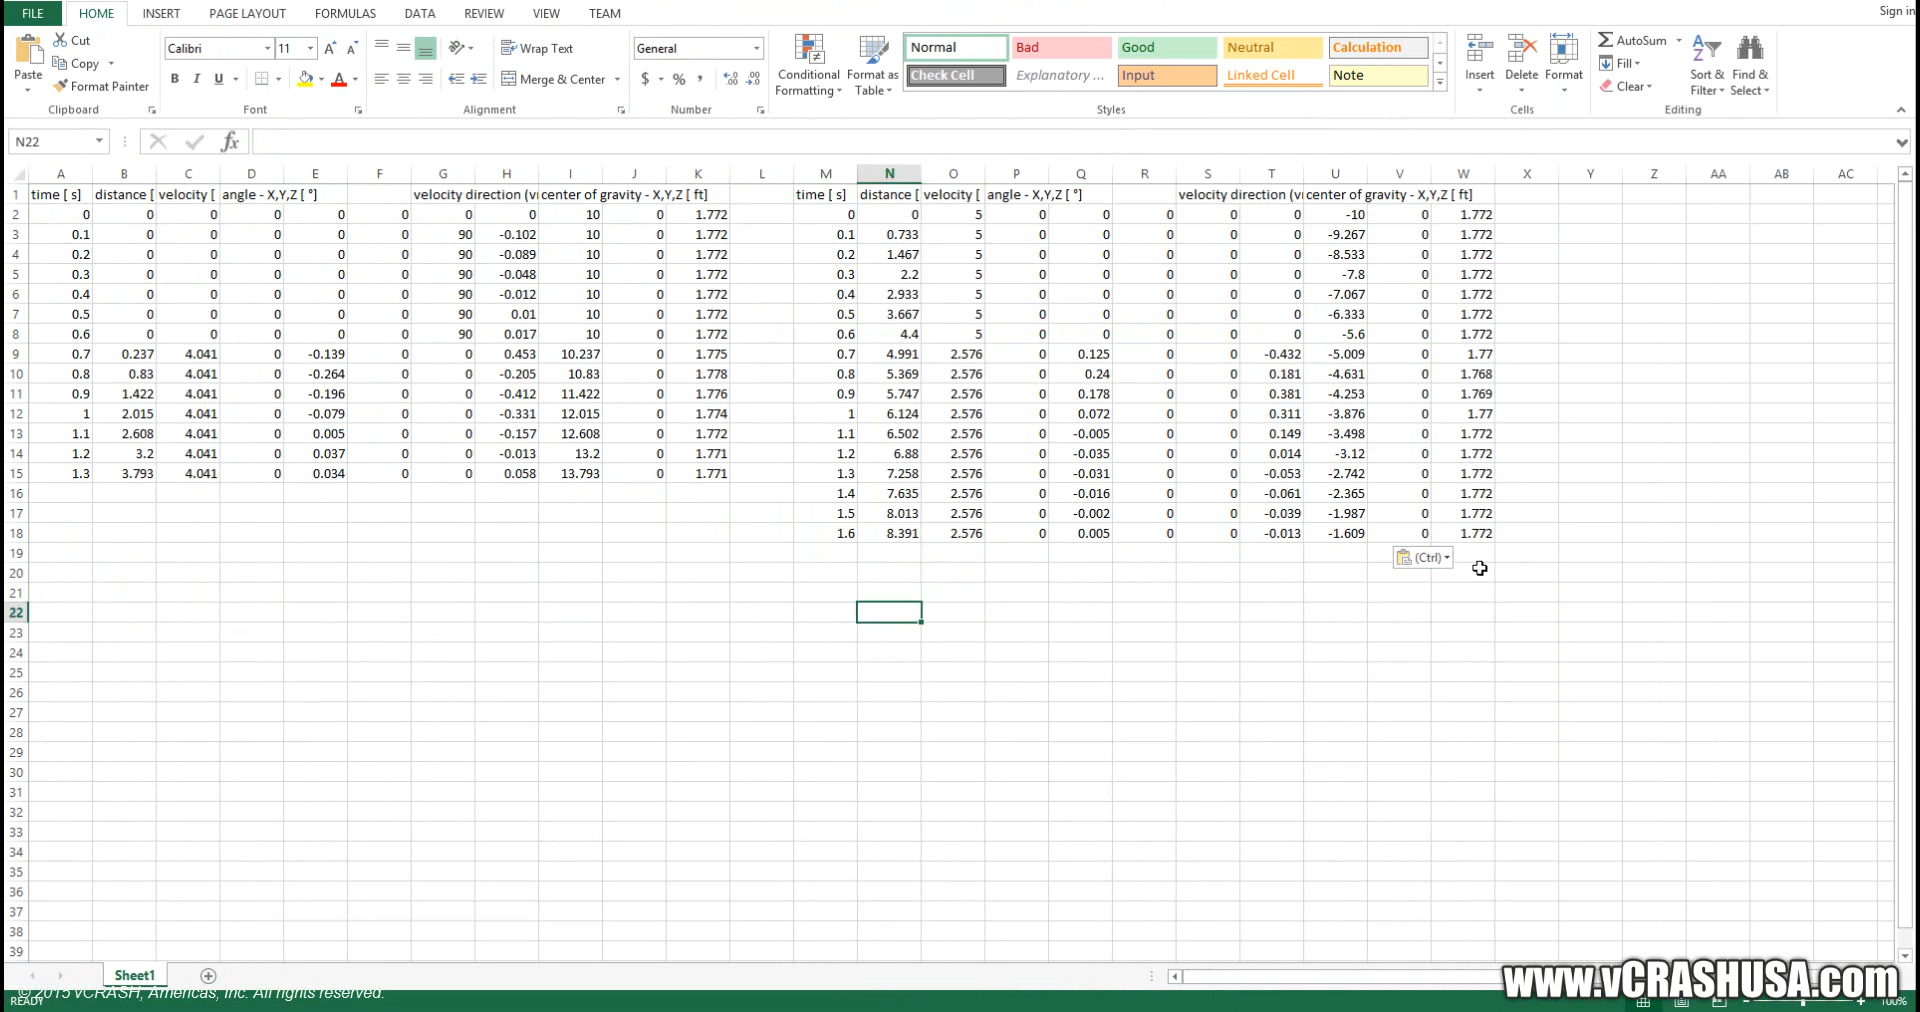 FILE HOME INSERT PAGE LAYOUT FORMULAS DATA REVIEW VIEW TEAM Sign in
Paste Cut Copy Format Painter Clipboard
Calibri 11 B I U A Font
Wrap Text Merge & Center Alignment
General $ % , Number
Conditional Formatting Format as Table
Normal Bad Good Neutral Calculation
Check Cell Explanatory ... Input Linked Cell Note
Styles
Insert Delete Format Cells
AutoSum Fill Clear Sort & Filter Find & Select Editing
N22 fx
A B C D E F G H I J K L M N O P Q R S T U V W X Y Z AA AB AC
1 time [ s] distance [ velocity [ angle - X,Y,Z [ °] velocity direction (v center of gravity - X,Y,Z [ ft] time [ s] distance [ velocity [ angle - X,Y,Z [ °] velocity direction (v center of gravity - X,Y,Z [ ft]
2 0 0 0 0 0 0 0 0 10 0 1.772 0 0 5 0 0 0 0 0 -10 0 1.772
3 0.1 0 0 0 0 0 90 -0.102 10 0 1.772 0.1 0.733 5 0 0 0 0 0 -9.267 0 1.772
4 0.2 0 0 0 0 0 90 -0.089 10 0 1.772 0.2 1.467 5 0 0 0 0 0 -8.533 0 1.772
5 0.3 0 0 0 0 0 90 -0.048 10 0 1.772 0.3 2.2 5 0 0 0 0 0 -7.8 0 1.772
6 0.4 0 0 0 0 0 90 -0.012 10 0 1.772 0.4 2.933 5 0 0 0 0 0 -7.067 0 1.772
7 0.5 0 0 0 0 0 90 0.01 10 0 1.772 0.5 3.667 5 0 0 0 0 0 -6.333 0 1.772
8 0.6 0 0 0 0 0 90 0.017 10 0 1.772 0.6 4.4 5 0 0 0 0 0 -5.6 0 1.772
9 0.7 0.237 4.041 0 -0.139 0 0 0.453 10.237 0 1.775 0.7 4.991 2.576 0 0.125 0 0 -0.432 -5.009 0 1.77
10 0.8 0.83 4.041 0 -0.264 0 0 -0.205 10.83 0 1.778 0.8 5.369 2.576 0 0.24 0 0 0.181 -4.631 0 1.768
11 0.9 1.422 4.041 0 -0.196 0 0 -0.412 11.422 0 1.776 0.9 5.747 2.576 0 0.178 0 0 0.381 -4.253 0 1.769
12 1 2.015 4.041 0 -0.079 0 0 -0.331 12.015 0 1.774 1 6.124 2.576 0 0.072 0 0 0.311 -3.876 0 1.77
13 1.1 2.608 4.041 0 0.005 0 0 -0.157 12.608 0 1.772 1.1 6.502 2.576 0 -0.005 0 0 0.149 -3.498 0 1.772
14 1.2 3.2 4.041 0 0.037 0 0 -0.013 13.2 0 1.771 1.2 6.88 2.576 0 -0.035 0 0 0.014 -3.12 0 1.772
15 1.3 3.793 4.041 0 0.034 0 0 0.058 13.793 0 1.771 1.3 7.258 2.576 0 -0.031 0 0 -0.053 -2.742 0 1.772
16 1.4 7.635 2.576 0 -0.016 0 0 -0.061 -2.365 0 1.772
17 1.5 8.013 2.576 0 -0.002 0 0 -0.039 -1.987 0 1.772
18 1.6 8.391 2.576 0 0.005 0 0 -0.013 -1.609 0 1.772
19 (Ctrl)
20
21
22
23
24
25
26
27
28
29
30
31
32
33
34
35
36
37
38
39
Sheet1
© 2015 VCRASH, Americas, Inc. All rights reserved.
READY
www.vCRASHUSA.com
100%